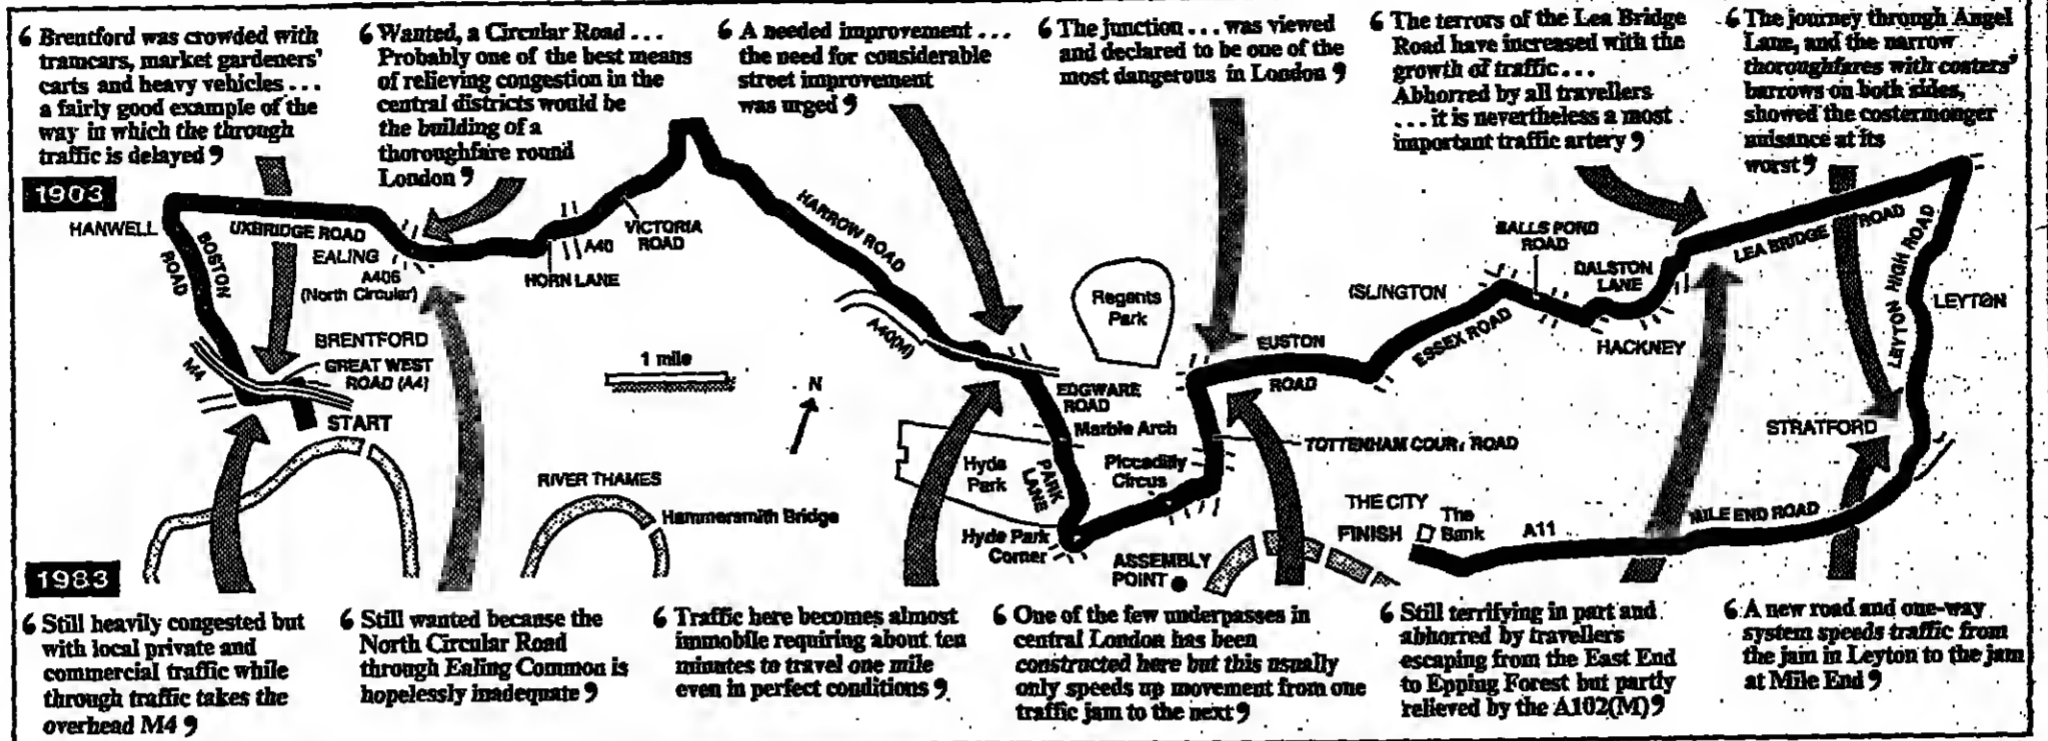 ❛ Brentford was crowded with
tramcars, market gardeners'
carts and heavy vehicles...
a fairly good example of the
way in which the through
traffic is delayed ❜
❛ Wanted, a Circular Road...
Probably one of the best means
of relieving congestion in the
central districts would be
the building of a
thoroughfare round
London ❜
❛ A needed improvement...
the need for considerable
street improvement
was urged ❜
❛ The junction...was viewed
and declared to be one of the
most dangerous in London ❜
❛ The terrors of the Lea Bridge
Road have increased with the
growth of traffic...
Abhorred by all travellers
...it is nevertheless a most
important traffic artery ❜
❛ The journey through Angel
Lane, and the narrow
thoroughfares with costers'
barrows on both sides,
showed the costermonger
nuisance at its
worst ❜
1903
HANWELL
UXBRIDGE ROAD
BOSTON
ROAD
EALING
A406
(North Circular)
HORN LANE
A40
VICTORIA
ROAD
HARROW ROAD
A40(M)
BRENTFORD
GREAT WEST
ROAD (A4)
M4
START
1 mile
N
RIVER THAMES
Hammersmith Bridge
Regents
Park
EDGWARE
ROAD
Marble Arch
Hyde
Park
PARK
LANE
Piccadilly
Circus
Hyde Park
Corner
ASSEMBLY
POINT
TOTTENHAM COURT ROAD
EUSTON
ROAD
ISLINGTON
ESSEX ROAD
BALLS POND
ROAD
DALSTON
LANE
HACKNEY
LEA BRIDGE ROAD
LEYTON HIGH ROAD
LEYTON
STRATFORD
MILE END ROAD
A11
THE CITY
FINISH
The
Bank
1983
❛ Still heavily congested but
with local private and
commercial traffic while
through traffic takes the
overhead M4 ❜
❛ Still wanted because the
North Circular Road
through Ealing Common is
hopelessly inadequate ❜
❛ Traffic here becomes almost
immobile requiring about ten
minutes to travel one mile
even in perfect conditions ❜
❛ One of the few underpasses in
central London has been
constructed here but this usually
only speeds up movement from one
traffic jam to the next ❜
❛ Still terrifying in part and
abhorred by travellers
escaping from the East End
to Epping Forest but partly
relieved by the A102(M) ❜
❛ A new road and one-way
system speeds traffic from
the jam in Leyton to the jam
at Mile End ❜